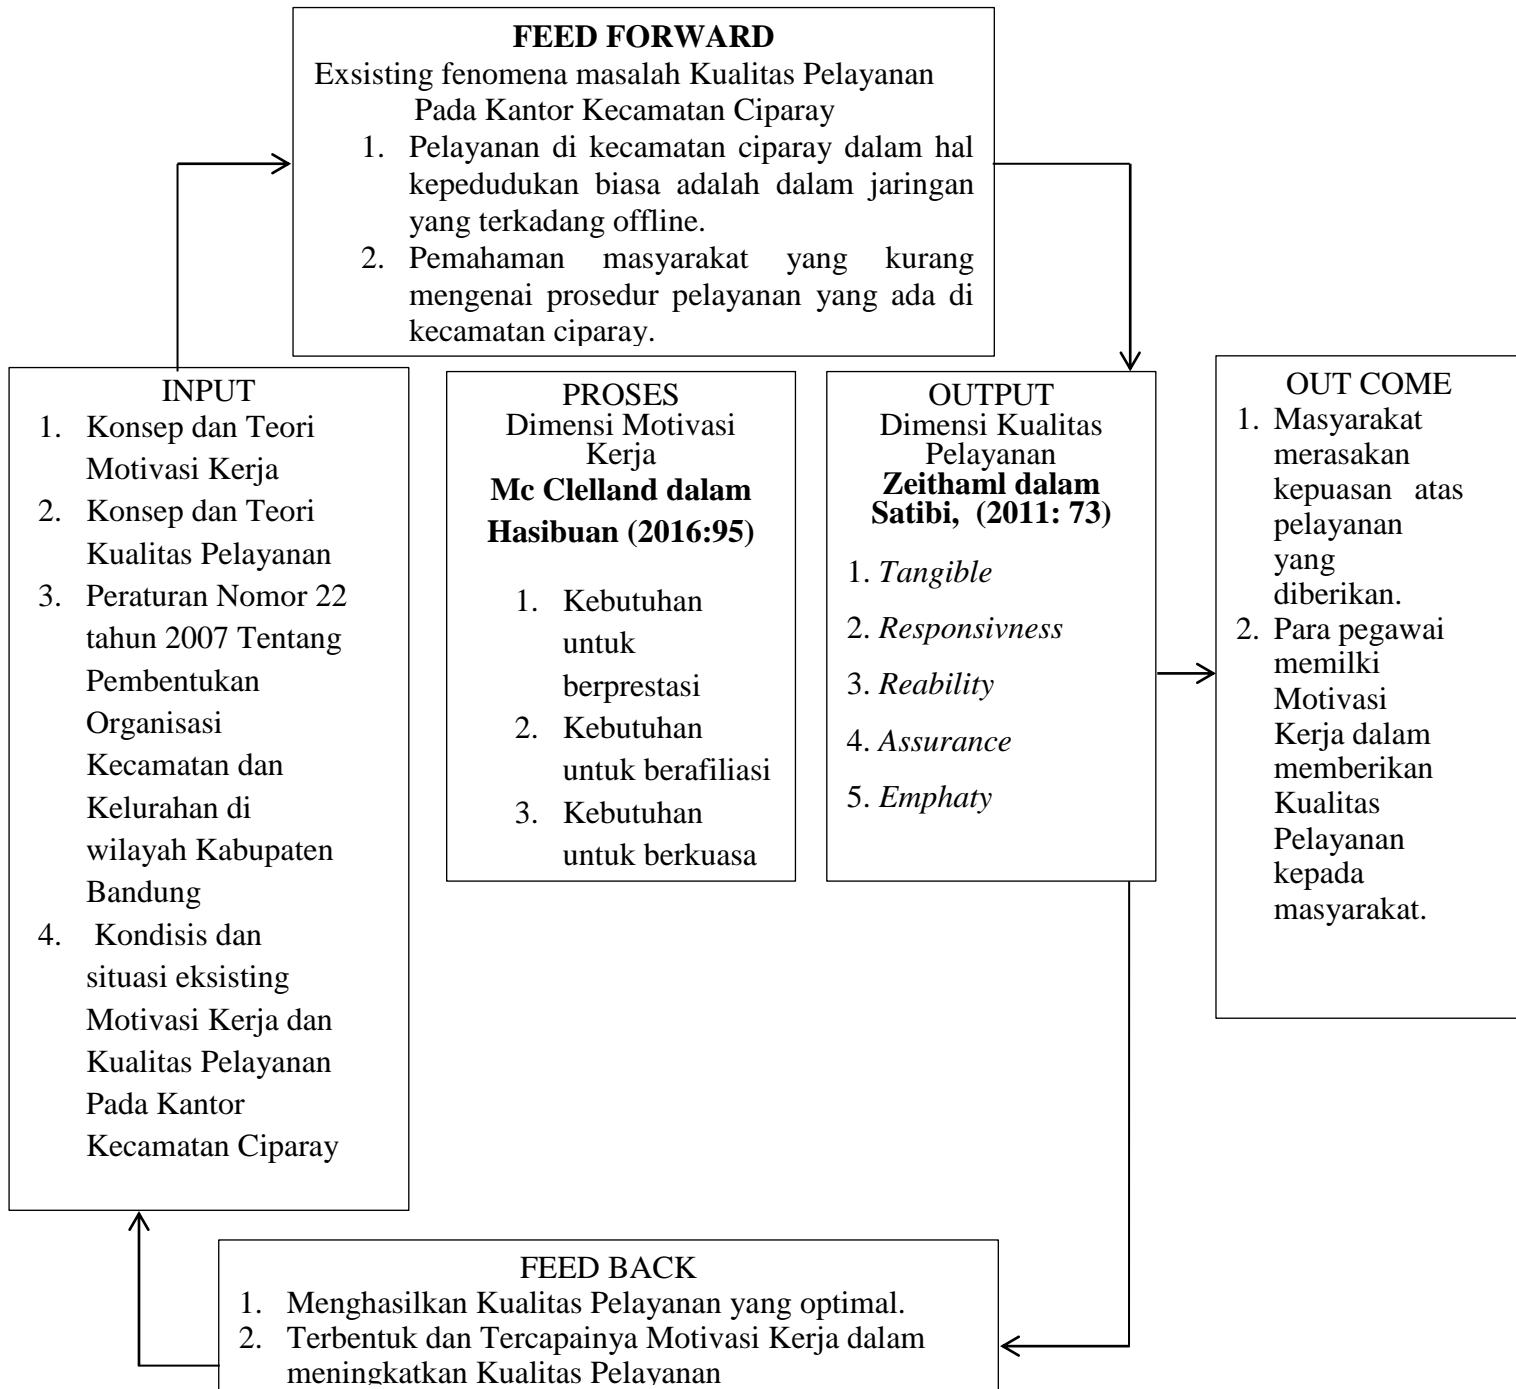 FEED FORWARD
Exsisting fenomena masalah Kualitas Pelayanan
Pada Kantor Kecamatan Ciparay
1. Pelayanan di kecamatan ciparay dalam hal
kepedudukan biasa adalah dalam jaringan
yang terkadang offline.
2. Pemahaman masyarakat yang kurang
mengenai prosedur pelayanan yang ada di
kecamatan ciparay.
INPUT
1. Konsep dan Teori
Motivasi Kerja
2. Konsep dan Teori
Kualitas Pelayanan
3. Peraturan Nomor 22
tahun 2007 Tentang
Pembentukan
Organisasi
Kecamatan dan
Kelurahan di
wilayah Kabupaten
Bandung
4. Kondisis dan
situasi eksisting
Motivasi Kerja dan
Kualitas Pelayanan
Pada Kantor
Kecamatan Ciparay
PROSES
Dimensi Motivasi
Kerja
Mc Clelland dalam
Hasibuan (2016:95)
1. Kebutuhan
untuk
berprestasi
2. Kebutuhan
untuk berafiliasi
3. Kebutuhan
untuk berkuasa
OUTPUT
Dimensi Kualitas
Pelayanan
Zeithaml dalam
Satibi, (2011: 73)
1. Tangible
2. Responsivness
3. Reability
4. Assurance
5. Emphaty
OUT COME
1. Masyarakat
merasakan
kepuasan atas
pelayanan
yang
diberikan.
2. Para pegawai
memilki
Motivasi
Kerja dalam
memberikan
Kualitas
Pelayanan
kepada
masyarakat.
FEED BACK
1. Menghasilkan Kualitas Pelayanan yang optimal.
2. Terbentuk dan Tercapainya Motivasi Kerja dalam
meningkatkan Kualitas Pelayanan